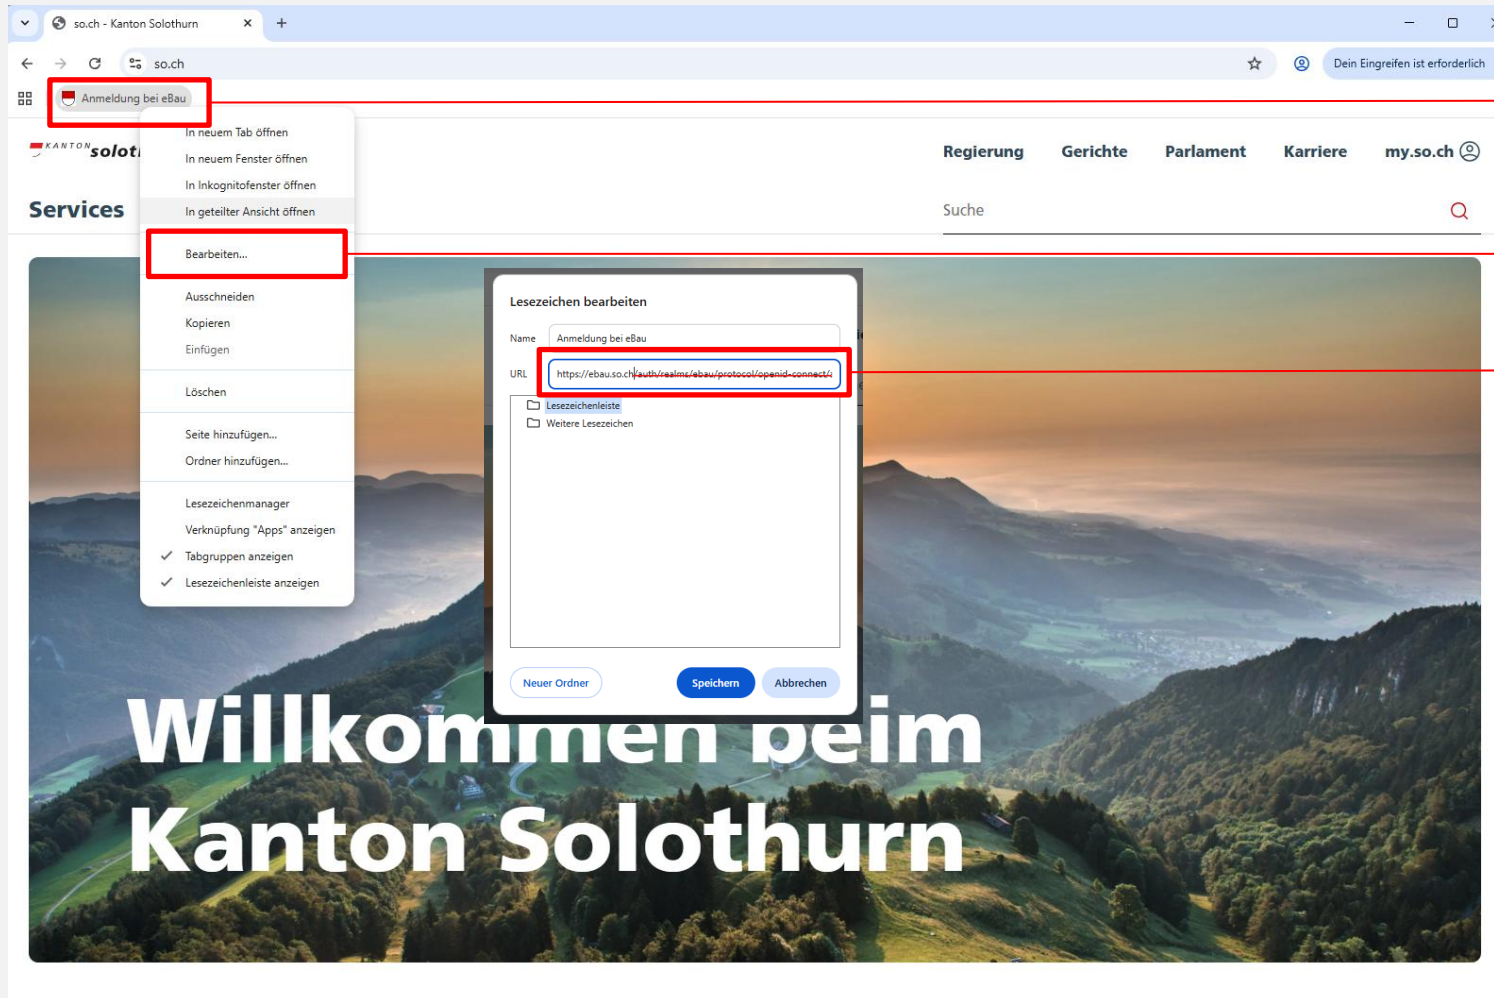 so.ch - Kanton Solothurn
so.ch
Dein Eingreifen ist erforderlich
Anmeldung bei eBau
KANTON
Regierung Gerichte Parlament Karriere my.so.ch
Services
Suche
In neuem Tab öffnen
In neuem Fenster öffnen
In Inkognitofenster öffnen
In geteilter Ansicht öffnen
Bearbeiten...
Ausschneiden
Kopieren
Einfügen
Löschen
Seite hinzufügen...
Ordner hinzufügen...
Lesezeichenmanager
Verknüpfung "Apps" anzeigen
Tabgruppen anzeigen
Lesezeichenleiste anzeigen
Lesezeichen bearbeiten
Name Anmeldung bei eBau
URL https://ebau.so.ch/auth/realms/ebau/protocol/openid-connect/
Lesezeichenleiste
Weitere Lesezeichen
Neuer Ordner Speichern Abbrechen
Willkommen beim
Kanton Solothurn